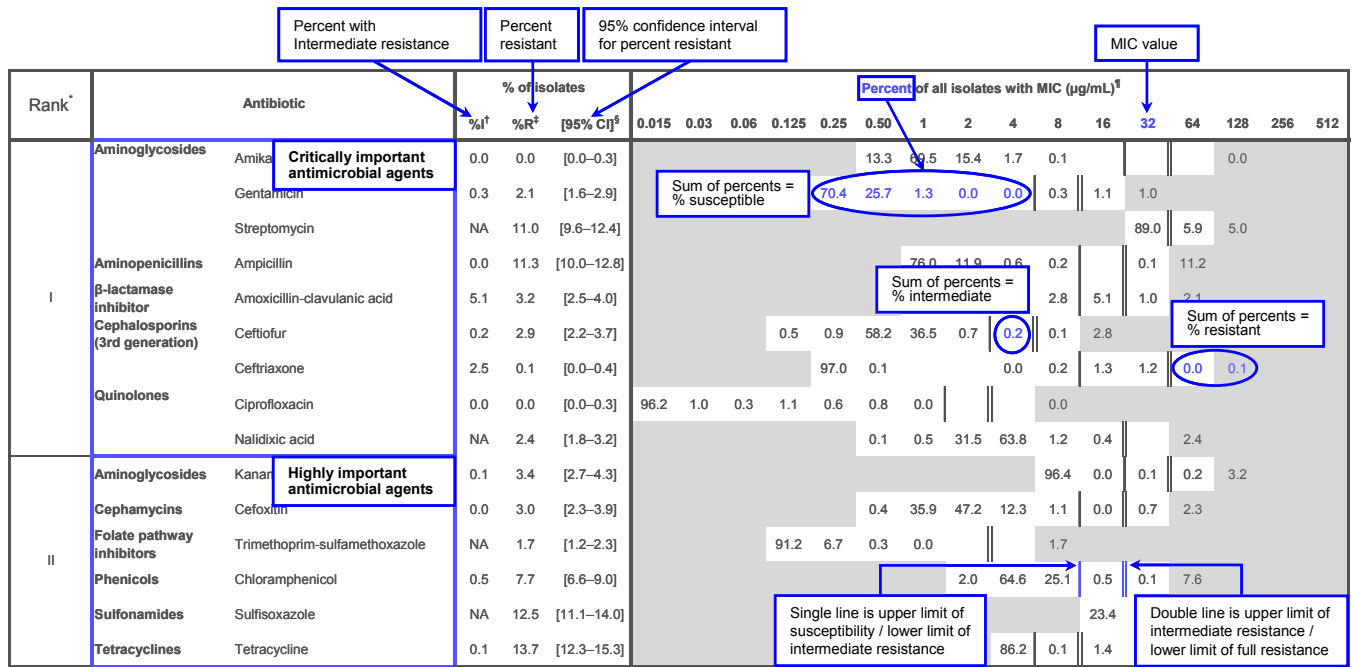 Percent with
Intermediate resistance
Percent
resistant
95% confidence interval
for percent resistant
MIC value
Rank* Antibiotic % of isolates Percent of all isolates with MIC (µg/mL)¶
%I† %R‡ [95% CI]§ 0.015 0.03 0.06 0.125 0.25 0.50 1 2 4 8 16 32 64 128 256 512
I
Aminoglycosides Amika 0.0 0.0 [0.0–0.3] 13.3 69.5 15.4 1.7 0.1 0.0
Critically important
antimicrobial agents
Gentamicin 0.3 2.1 [1.6–2.9] 70.4 25.7 1.3 0.0 0.0 0.3 1.1 1.0
Sum of percents =
% susceptible
Streptomycin NA 11.0 [9.6–12.4] 89.0 5.9 5.0
Aminopenicillins Ampicillin 0.0 11.3 [10.0–12.8] 76.0 11.9 0.6 0.2 0.1 11.2
β-lactamase
inhibitor
Amoxicillin-clavulanic acid 5.1 3.2 [2.5–4.0] 2.8 5.1 1.0 2.1
Sum of percents =
% intermediate
Cephalosporins
(3rd generation)
Ceftiofur 0.2 2.9 [2.2–3.7] 0.5 0.9 58.2 36.5 0.7 0.2 0.1 2.8
Sum of percents =
% resistant
Ceftriaxone 2.5 0.1 [0.0–0.4] 97.0 0.1 0.0 0.2 1.3 1.2 0.0 0.1
Quinolones Ciprofloxacin 0.0 0.0 [0.0–0.3] 96.2 1.0 0.3 1.1 0.6 0.8 0.0 0.0
Nalidixic acid NA 2.4 [1.8–3.2] 0.1 0.5 31.5 63.8 1.2 0.4 2.4
II
Aminoglycosides Kanam 0.1 3.4 [2.7–4.3] 96.4 0.0 0.1 0.2 3.2
Highly important
antimicrobial agents
Cephamycins Cefoxitin 0.0 3.0 [2.3–3.9] 0.4 35.9 47.2 12.3 1.1 0.0 0.7 2.3
Folate pathway
inhibitors
Trimethoprim-sulfamethoxazole NA 1.7 [1.2–2.3] 91.2 6.7 0.3 0.0 1.7
Phenicols Chloramphenicol 0.5 7.7 [6.6–9.0] 2.0 64.6 25.1 0.5 0.1 7.6
Sulfonamides Sulfisoxazole NA 12.5 [11.1–14.0] 23.4
Tetracyclines Tetracycline 0.1 13.7 [12.3–15.3] 86.2 0.1 1.4
Single line is upper limit of
susceptibility / lower limit of
intermediate resistance
Double line is upper limit of
intermediate resistance /
lower limit of full resistance